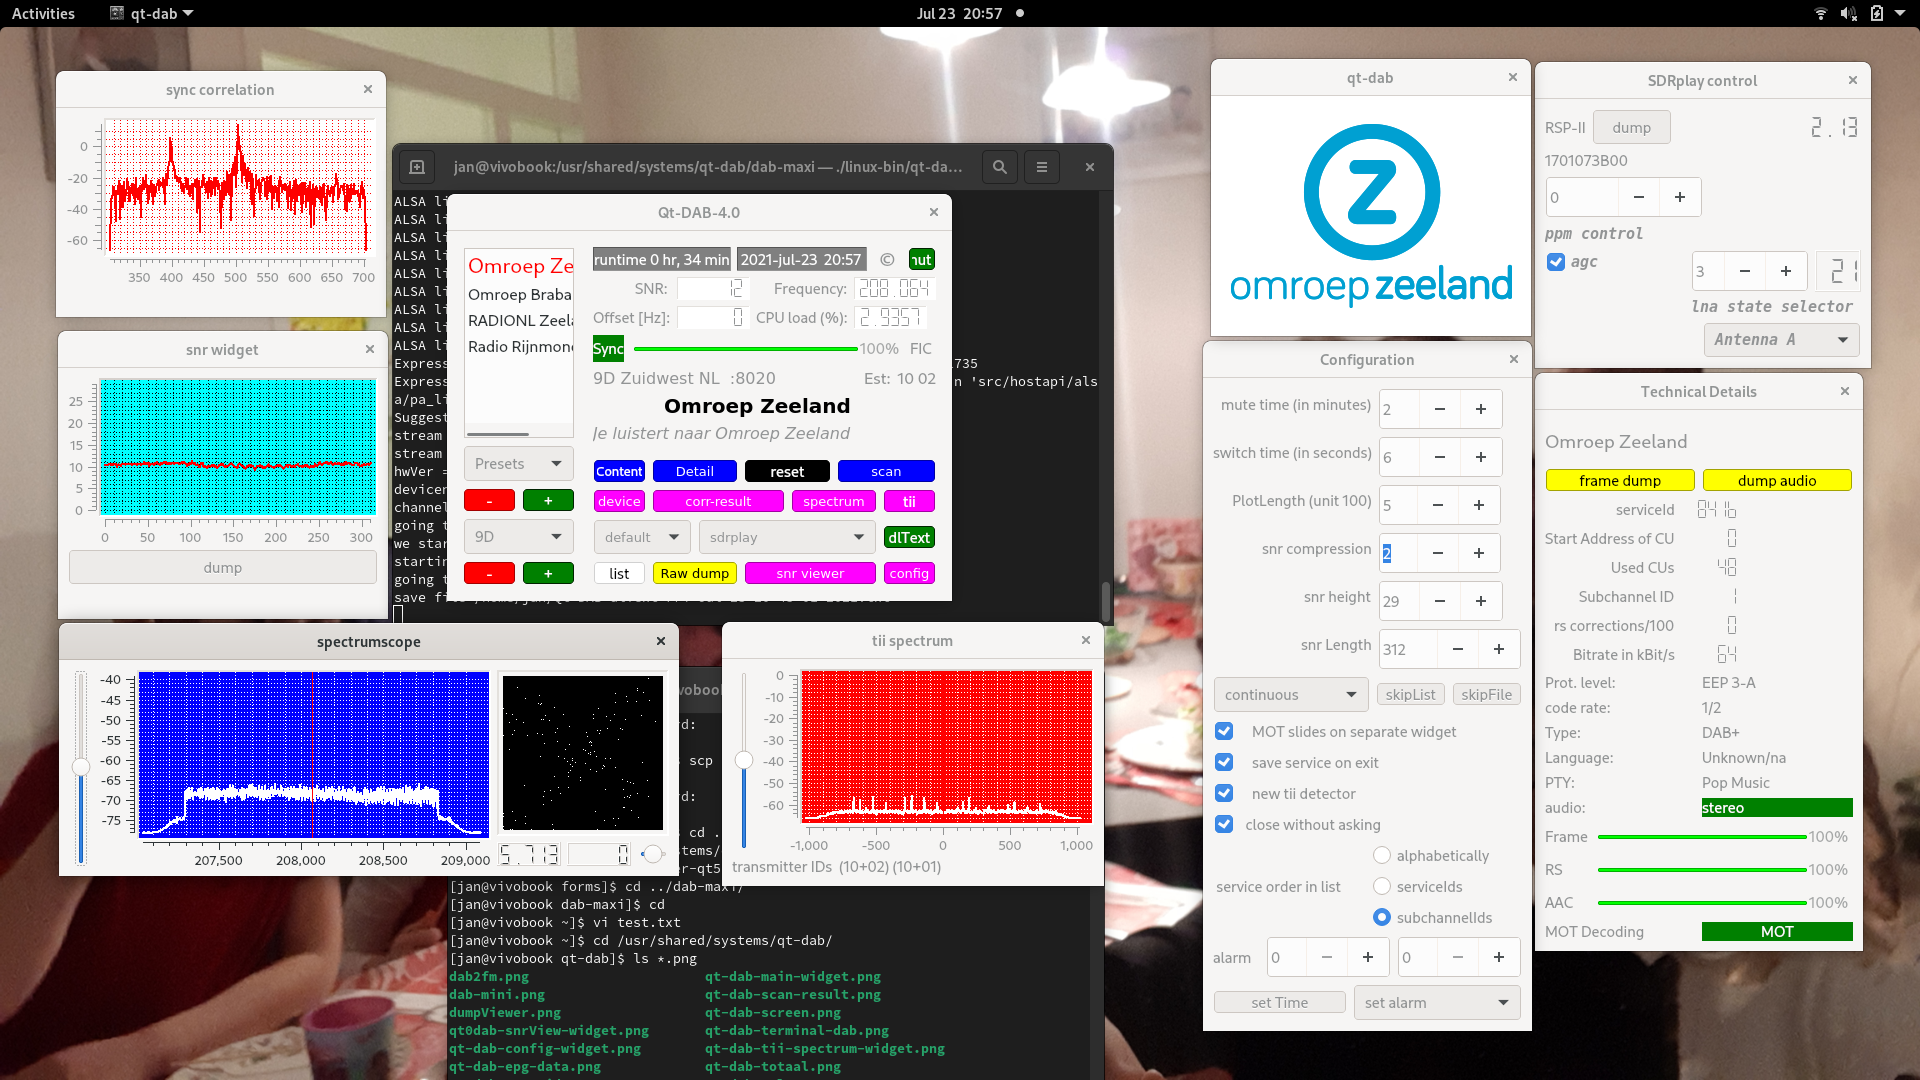 Activities
qt-dab
Jul 23 20:57
sync correlation
0
-20
-40
-60
350 400 450 500 550 600 650 700
snr widget
25
20
15
10
5
0
0 50 100 150 200 250 300
dump
jan@vivobook:/usr/shared/systems/qt-dab/dab-maxi — ./linux-bin/qt-da…
ALSA li
ALSA li
ALSA li
ALSA li
ALSA li
ALSA li
ALSA li
ALSA li
ALSA li
Express
1735
Express
n 'src/hostapi/als
a/pa_li
Suggest
stream
stream
hwVer =
device
channel
going t
we star
startin
going t
Qt-DAB-4.0
Omroep Ze
Omroep Braba
RADIONL Zeela
Radio Rijnmond
runtime 0 hr, 34 min
2021-jul-23 20:57
©
SNR: 12
Frequency: 208.064
Offset [Hz]: 0
CPU load (%): 2.9357
Sync 100% FIC
9D Zuidwest NL :8020
Est: 10 02
Omroep Zeeland
Je luistert naar Omroep Zeeland
Presets
Content Detail reset scan
- +
device corr-result spectrum tii
9D
default sdrplay dlText
- +
list Raw dump snr viewer config
spectrumscope
-40
-45
-50
-55
-60
-65
-70
-75
207,500 208,000 208,500 209,000
5.713 0
tii spectrum
0
-10
-20
-30
-40
-50
-60
-1,000 -500 0 500 1,000
transmitter IDs (10+02) (10+01)
vivobook
rd:
scp
rd:
cd .
stems/
er-qt5
[jan@vivobook forms]$ cd ../dab-maxi/
[jan@vivobook dab-maxi]$ cd
[jan@vivobook ~]$ vi test.txt
[jan@vivobook ~]$ cd /usr/shared/systems/qt-dab/
[jan@vivobook qt-dab]$ ls *.png
dab2fm.png qt-dab-main-widget.png
dab-mini.png qt-dab-scan-result.png
dumpViewer.png qt-dab-screen.png
qt0dab-snrView-widget.png qt-dab-terminal-dab.png
qt-dab-config-widget.png qt-dab-tii-spectrum-widget.png
qt-dab-epg-data.png qt-dab-totaal.png
qt-dab
Z
omroep zeeland
SDRplay control
RSP-II dump 2.13
1701073B00
0 − +
ppm control
agc
3 − + 21
lna state selector
Antenna A
Configuration
mute time (in minutes) 2 − +
switch time (in seconds) 6 − +
PlotLength (unit 100) 5 − +
snr compression 2 − +
snr height 29 − +
snr Length 312 − +
continuous skipList skipFile
MOT slides on separate widget
save service on exit
new tii detector
close without asking
alphabetically
service order in list
serviceIds
subchannelIds
alarm 0 − + 0 − +
set Time set alarm
Technical Details
Omroep Zeeland
frame dump dump audio
serviceId 8416
Start Address of CU 0
Used CUs 48
Subchannel ID 1
rs corrections/100 0
Bitrate in kBit/s 64
Prot. level: EEP 3-A
code rate: 1/2
Type: DAB+
Language: Unknown/na
PTY: Pop Music
audio: stereo
Frame 100%
RS 100%
AAC 100%
MOT Decoding MOT